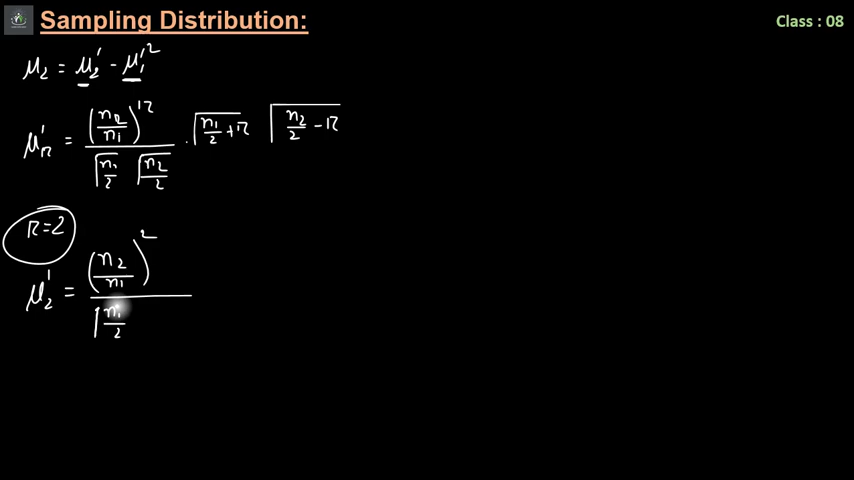 Sampling Distribution:
Class : 08
μ₂ = μ₂' - μ₁'²
μᵣ' = (n₂/n₁)ʳ / (Γ(n₁/2) Γ(n₂/2)) . Γ(n₁/2 + r) Γ(n₂/2 - r)
r=2
μ₂' = (n₂/n₁)² / Γ(n₁/2)